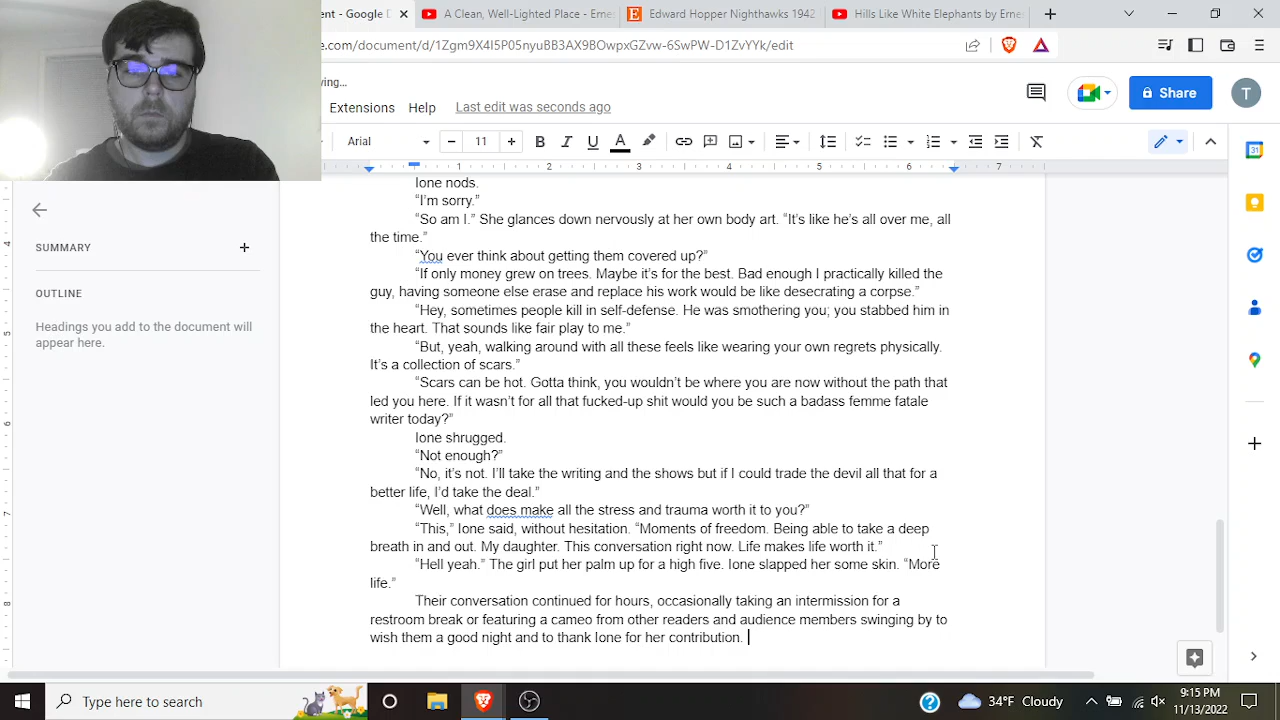 nt - Google D
A Clean, Well-Lighted Place - Erne
Edward Hopper Nighthawks 1942
Hills Like White Elephants by Erne
e.com/document/d/1Zgm9X4I5P05nyuBB3AX9BOwpxGZvw-6SwPW-D1ZvYYk/edit
ving...
Extensions Help Last edit was seconds ago
Share
T
Arial
11
1 2 3 4 5 6 7
SUMMARY
OUTLINE
Headings you add to the document will
appear here.
Ione nods.
“I’m sorry.”
“So am I.” She glances down nervously at her own body art. “It’s like he’s all over me, all
the time.”
“You ever think about getting them covered up?”
“If only money grew on trees. Maybe it’s for the best. Bad enough I practically killed the
guy, having someone else erase and replace his work would be like desecrating a corpse.”
“Hey, sometimes people kill in self-defense. He was smothering you; you stabbed him in
the heart. That sounds like fair play to me.”
“But, yeah, walking around with all these feels like wearing your own regrets physically.
It’s a collection of scars.”
“Scars can be hot. Gotta think, you wouldn’t be where you are now without the path that
led you here. If it wasn’t for all that fucked-up shit would you be such a badass femme fatale
writer today?”
Ione shrugged.
“Not enough?”
“No, it’s not. I’ll take the writing and the shows but if I could trade the devil all that for a
better life, I’d take the deal.”
“Well, what does make all the stress and trauma worth it to you?”
“This,” Ione said, without hesitation. “Moments of freedom. Being able to take a deep
breath in and out. My daughter. This conversation right now. Life makes life worth it.”
“Hell yeah.” The girl put her palm up for a high five. Ione slapped her some skin. “More
life.”
Their conversation continued for hours, occasionally taking an intermission for a
restroom break or featuring a cameo from other readers and audience members swinging by to
wish them a good night and to thank Ione for her contribution.
Type here to search
34°F Cloudy
9:15 PM
11/13/2022